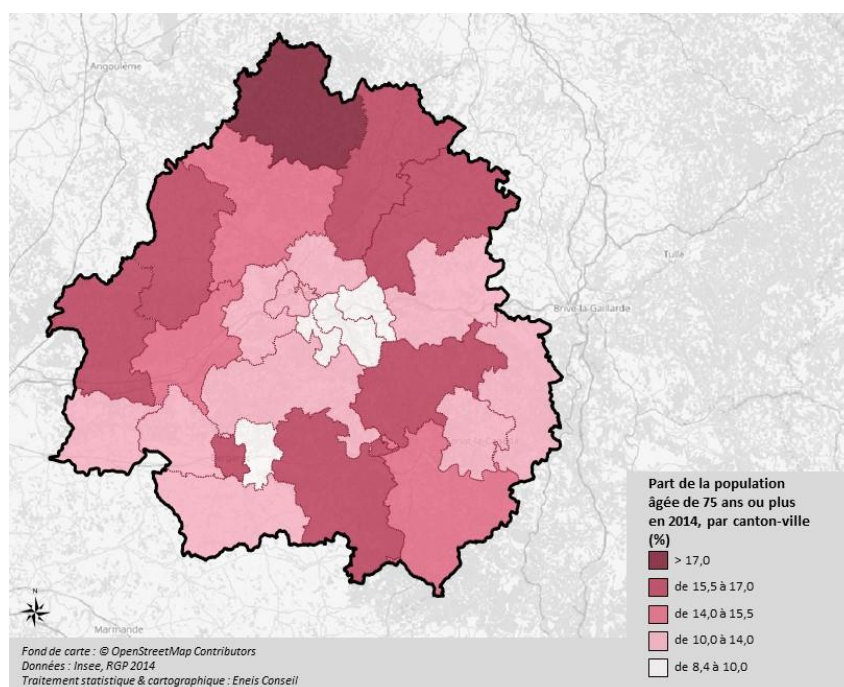 Angoulême
Tulle
Brive-la-Gaillarde
Marmande
N
Part de la population
âgée de 75 ans ou plus
en 2014, par canton-ville
(%)
> 17,0
de 15,5 à 17,0
de 14,0 à 15,5
de 10,0 à 14,0
de 8,4 à 10,0
Fond de carte : © OpenStreetMap Contributors
Données : Insee, RGP 2014
Traitement statistique & cartographique : Eneis Conseil